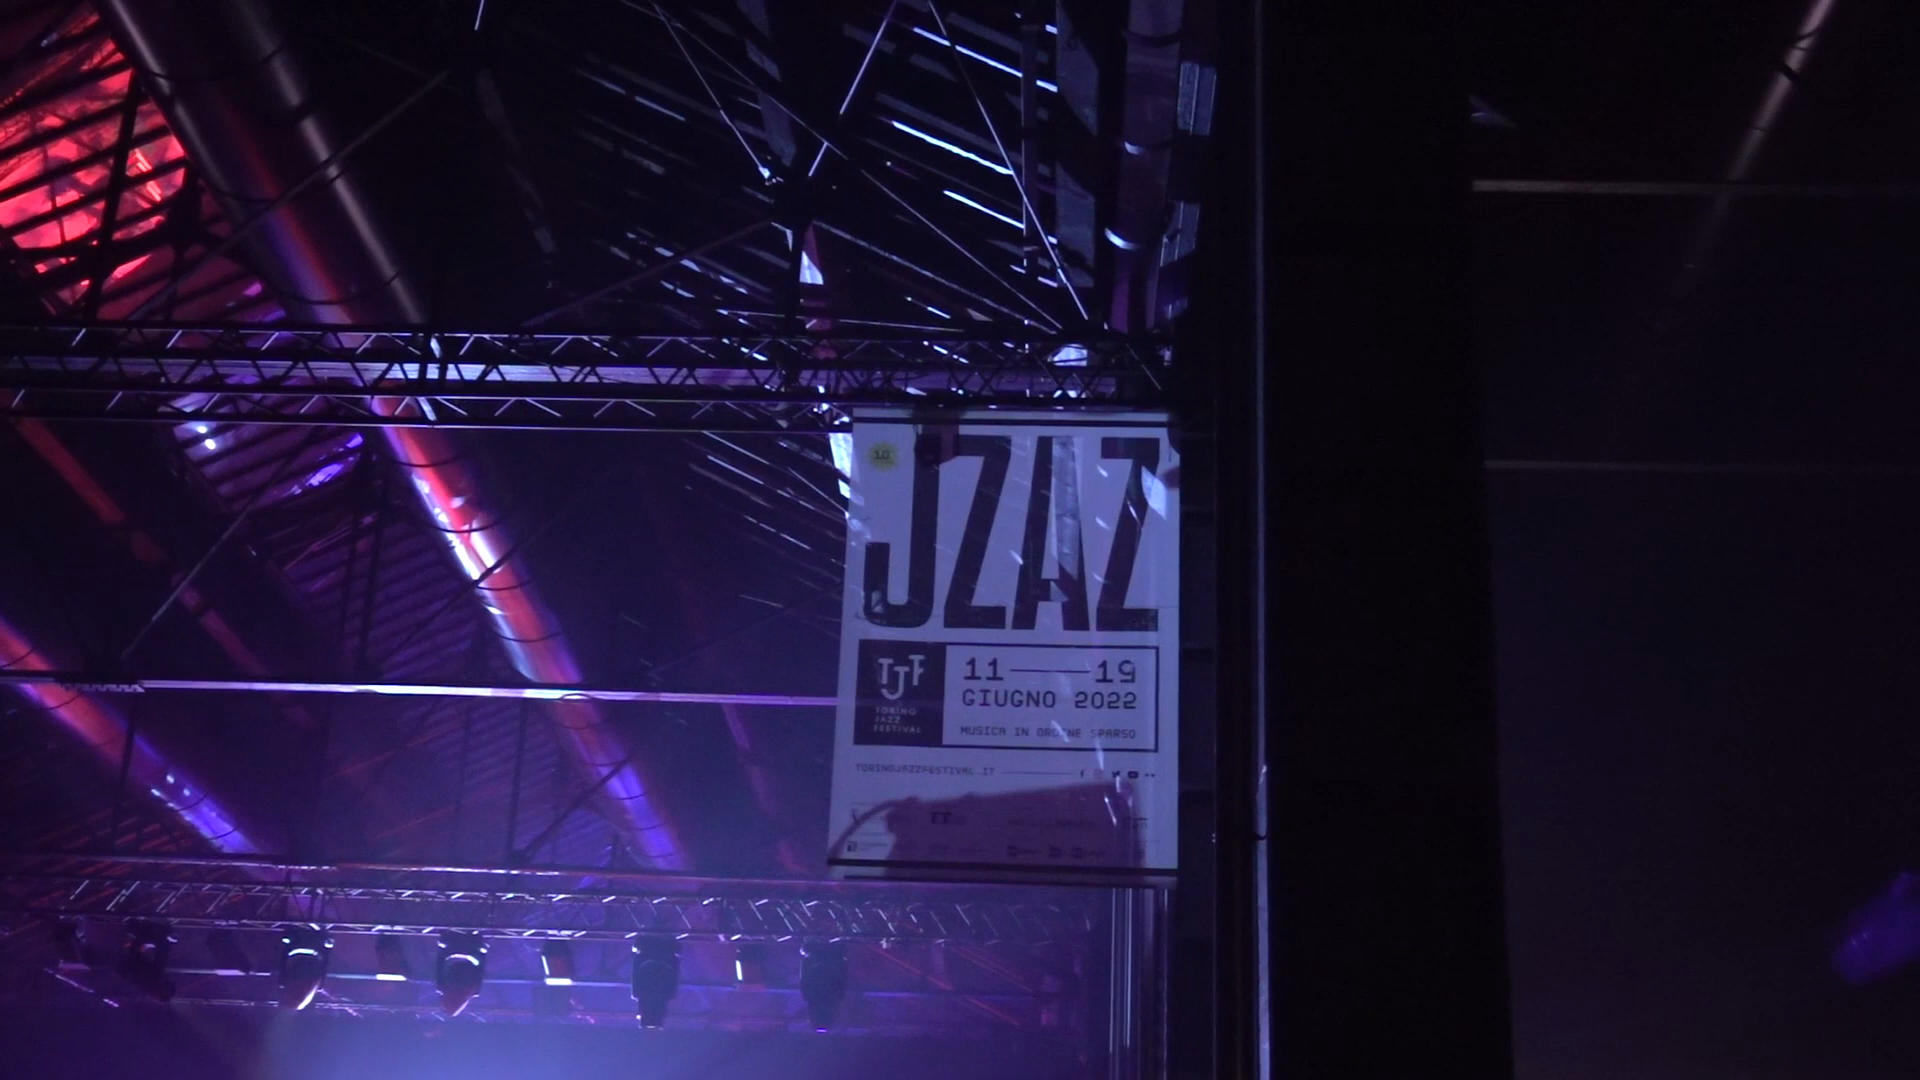 10
JZAZ
TJF
TORINO
JAZZ
FESTIVAL
11 — 19
GIUGNO 2022
MUSICA IN ORDINE SPARSO
TORINOJAZZFESTIVAL.IT